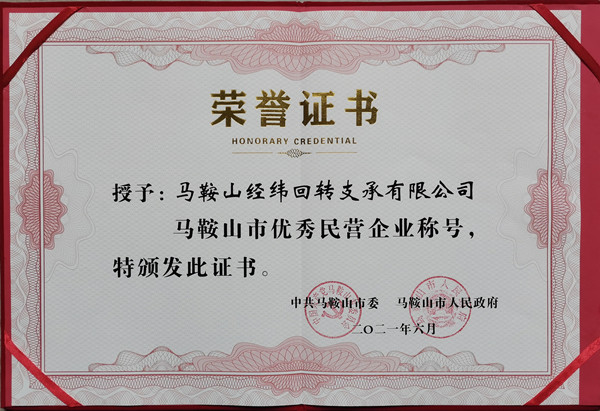 荣誉证书
HONORARY CREDENTIAL
授予：马鞍山经纬回转支承有限公司
马鞍山市优秀民营企业称号，
特颁发此证书。
中共马鞍山市委 马鞍山市人民政府
二〇二一年六月